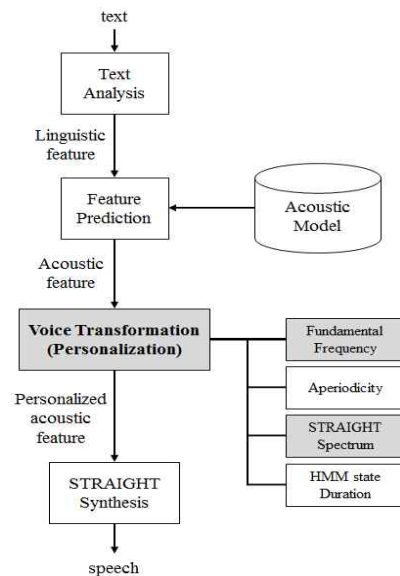 text
Text
Analysis
Linguistic
feature
Feature
Prediction
Acoustic
Model
Acoustic
feature
Voice Transformation
(Personalization)
Fundamental
Frequency
Aperiodicity
STRAIGHT
Spectrum
HMM state
Duration
Personalized
acoustic
feature
STRAIGHT
Synthesis
speech